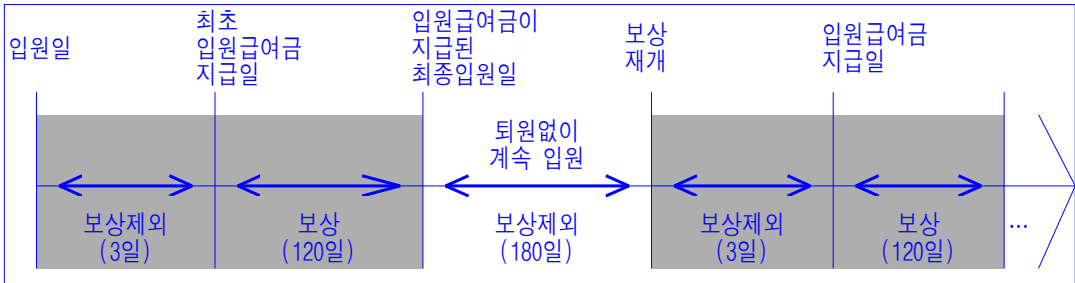 입원일
최초
입원급여금
지급일
입원급여금이
지급된
최종입원일
보상
재개
입원급여금
지급일
퇴원없이
계속 입원
보상제외
(3일)
보상
(120일)
보상제외
(180일)
보상제외
(3일)
보상
(120일)
...